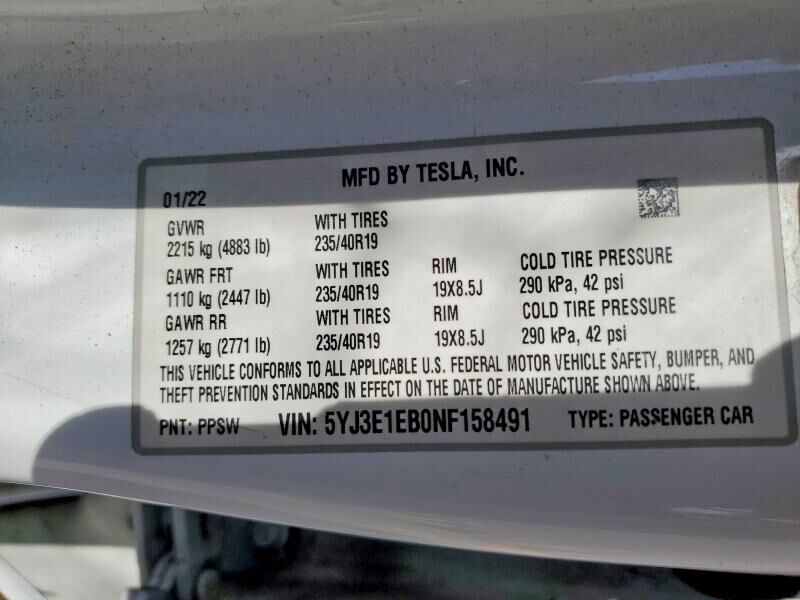 MFD BY TESLA, INC.
01/22
GVWR WITH TIRES
2215 kg (4883 lb) 235/40R19
GAWR FRT WITH TIRES RIM COLD TIRE PRESSURE
1110 kg (2447 lb) 235/40R19 19X8.5J 290 kPa, 42 psi
GAWR RR WITH TIRES RIM COLD TIRE PRESSURE
1257 kg (2771 lb) 235/40R19 19X8.5J 290 kPa, 42 psi
THIS VEHICLE CONFORMS TO ALL APPLICABLE U.S. FEDERAL MOTOR VEHICLE SAFETY, BUMPER, AND
THEFT PREVENTION STANDARDS IN EFFECT ON THE DATE OF MANUFACTURE SHOWN ABOVE.
PNT: PPSW VIN: 5YJ3E1EB0NF158491 TYPE: PASSENGER CAR